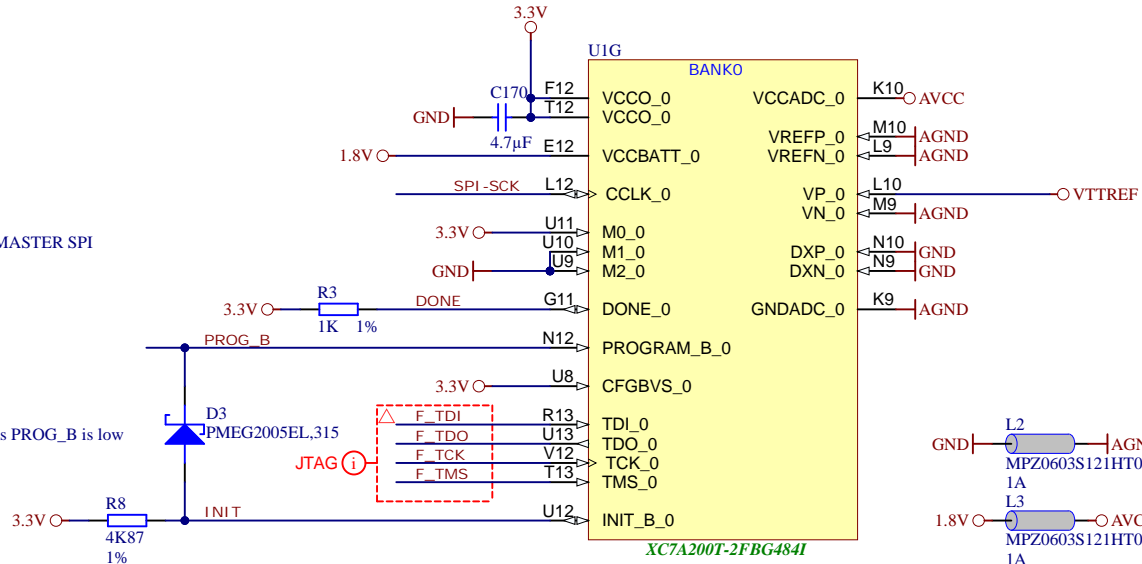 3.3V
U1G
BANK0
C170
4.7µF
GND
F12
T12
VCCO_0
VCCO_0
VCCADC_0
K10
AVCC
VREFP_0
M10
AGND
VREFN_0
L9
AGND
1.8V
E12
VCCBATT_0
SPI-SCK
L12
CCLK_0
VP_0
L10
VTTREF
VN_0
M9
AGND
MASTER SPI
3.3V
U11
M0_0
U10
M1_0
GND
U9
M2_0
DXP_0
N10
GND
DXN_0
N9
GND
3.3V
R3
1K 1%
DONE
G11
DONE_0
GNDADC_0
K9
AGND
PROG_B
N12
PROGRAM_B_0
3.3V
U8
CFGBVS_0
s PROG_B is low
D3
PMEG2005EL,315
JTAG i
F_TDI
R13
TDI_0
F_TDO
U13
TDO_0
F_TCK
V12
TCK_0
F_TMS
T13
TMS_0
L2
GND
AGN
MPZ0603S121HT0
1A
3.3V
R8
4K87
1%
INIT
U12
INIT_B_0
L3
1.8V
AVC
MPZ0603S121HT0
1A
XC7A200T-2FBG484I